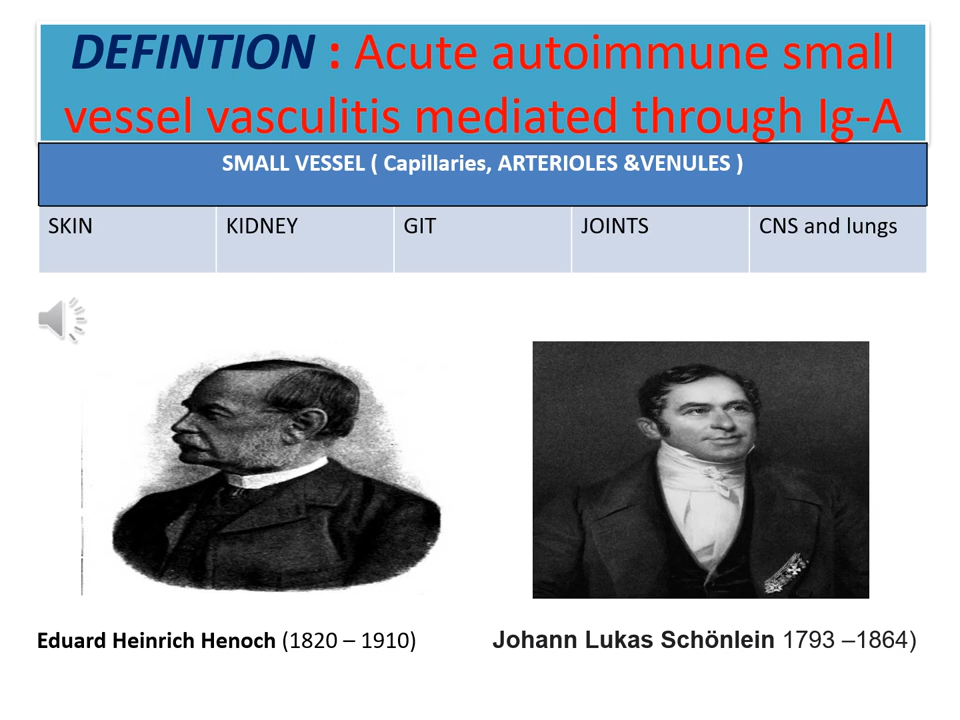 DEFINTION : Acute autoimmune small
vessel vasculitis mediated through Ig-A
SMALL VESSEL ( Capillaries, ARTERIOLES &VENULES )
SKIN
KIDNEY
GIT
JOINTS
CNS and lungs
Eduard Heinrich Henoch (1820 – 1910)
Johann Lukas Schönlein 1793 –1864)